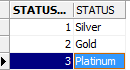 STATUS... STATUS
1 Silver
2 Gold
3 Platinum